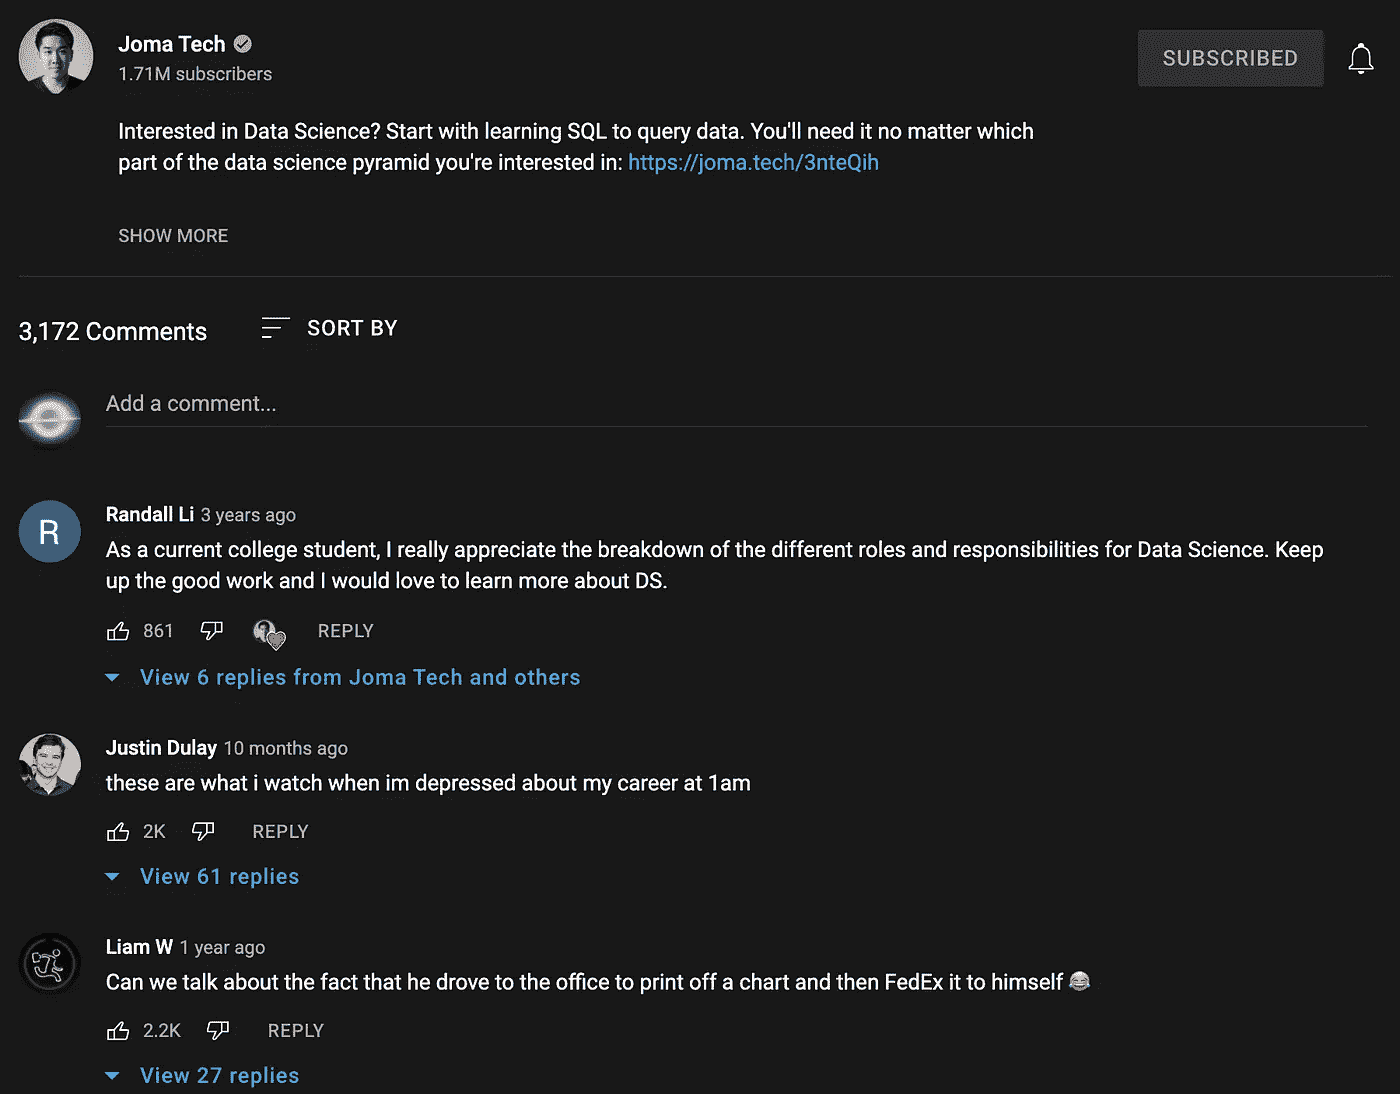 Joma Tech
1.71M subscribers
SUBSCRIBED
Interested in Data Science? Start with learning SQL to query data. You'll need it no matter which
part of the data science pyramid you're interested in: https://joma.tech/3nteQih
SHOW MORE
3,172 Comments
SORT BY
Add a comment...
R
Randall Li 3 years ago
As a current college student, I really appreciate the breakdown of the different roles and responsibilities for Data Science. Keep
up the good work and I would love to learn more about DS.
861
REPLY
View 6 replies from Joma Tech and others
Justin Dulay 10 months ago
these are what i watch when im depressed about my career at 1am
2K
REPLY
View 61 replies
Liam W 1 year ago
Can we talk about the fact that he drove to the office to print off a chart and then FedEx it to himself 😂
2.2K
REPLY
View 27 replies